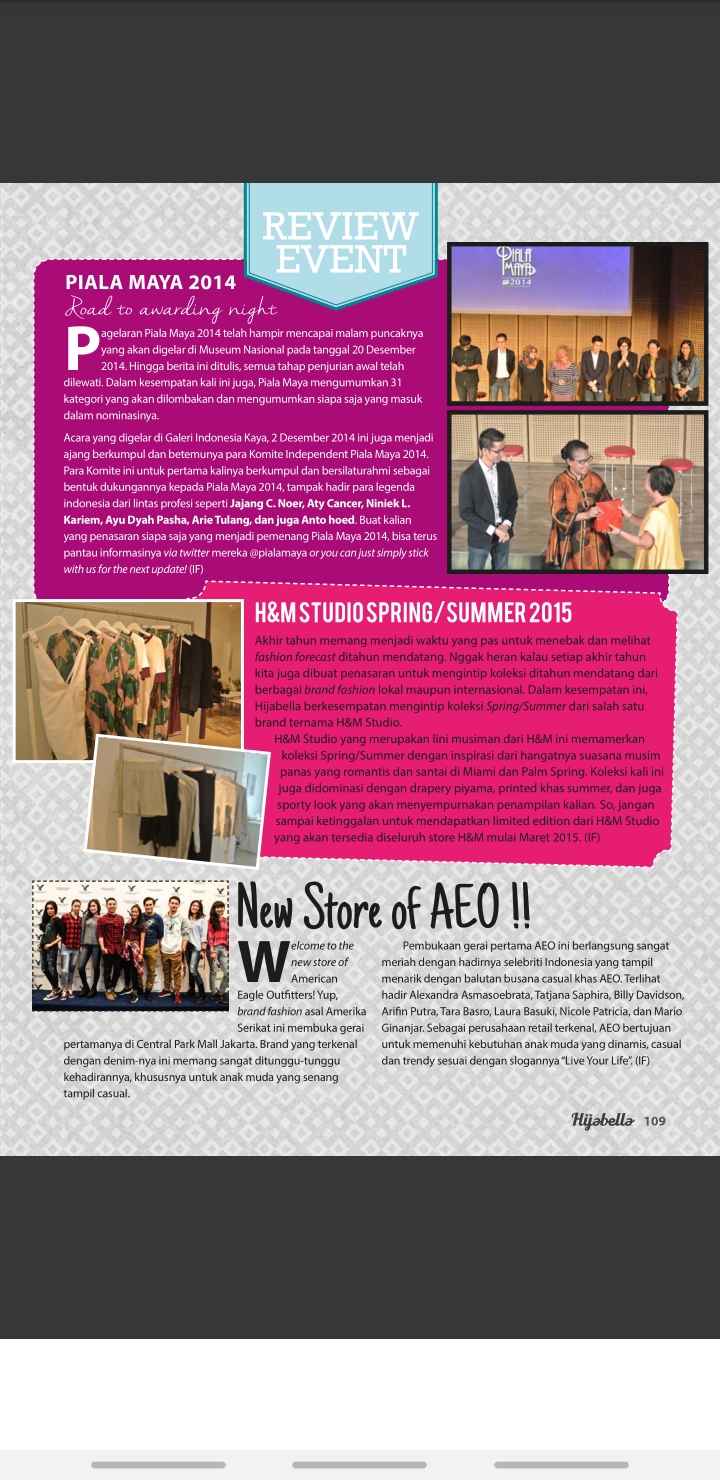 REVIEW
EVENT
PIALA MAYA 2014
Road to awarding night
Pagelaran Piala Maya 2014 telah hampir mencapai malam puncaknya
yang akan digelar di Museum Nasional pada tanggal 20 Desember
2014. Hingga berita ini ditulis, semua tahap penjurian awal telah
dilewati. Dalam kesempatan kali ini juga, Piala Maya mengumumkan 31
kategori yang akan dilombakan dan mengumumkan siapa saja yang masuk
dalam nominasinya.
Acara yang digelar di Galeri Indonesia Kaya, 2 Desember 2014 ini juga menjadi
ajang berkumpul dan betemunya para Komite Independent Piala Maya 2014.
Para Komite ini untuk pertama kalinya berkumpul dan bersilaturahmi sebagai
bentuk dukungannya kepada Piala Maya 2014, tampak hadir para legenda
indonesia dari lintas profesi seperti Jajang C. Noer, Aty Cancer, Niniek L.
Kariem, Ayu Dyah Pasha, Arie Tulang, dan juga Anto hoed. Buat kalian
yang penasaran siapa saja yang menjadi pemenang Piala Maya 2014, bisa terus
pantau informasinya via twitter mereka @pialamaya or you can just simply stick
with us for the next update! (IF)
PIALA
MAYA
2014
H&M STUDIO SPRING/SUMMER 2015
Akhir tahun memang menjadi waktu yang pas untuk menebak dan melihat
fashion forecast ditahun mendatang. Nggak heran kalau setiap akhir tahun
kita juga dibuat penasaran untuk mengintip koleksi ditahun mendatang dari
berbagai brand fashion lokal maupun internasional. Dalam kesempatan ini,
Hijabella berkesempatan mengintip koleksi Spring/Summer dari salah satu
brand ternama H&M Studio.
H&M Studio yang merupakan lini musiman dari H&M ini memamerkan
koleksi Spring/Summer dengan inspirasi dari hangatnya suasana musim
panas yang romantis dan santai di Miami dan Palm Spring. Koleksi kali ini
juga didominasi dengan drapery piyama, printed khas summer, dan juga
sporty look yang akan menyempurnakan penampilan kalian. So, jangan
sampai ketinggalan untuk mendapatkan limited edition dari H&M Studio
yang akan tersedia diseluruh store H&M mulai Maret 2015. (IF)
New Store of AEO !!
Welcome to the
new store of
American
Eagle Outfitters! Yup,
brand fashion asal Amerika
Serikat ini membuka gerai
pertamanya di Central Park Mall Jakarta. Brand yang terkenal
dengan denim-nya ini memang sangat ditunggu-tunggu
kehadirannya, khususnya untuk anak muda yang senang
tampil casual.
Pembukaan gerai pertama AEO ini berlangsung sangat
meriah dengan hadirnya selebriti Indonesia yang tampil
menarik dengan balutan busana casual khas AEO. Terlihat
hadir Alexandra Asmasoebrata, Tatjana Saphira, Billy Davidson,
Arifin Putra, Tara Basro, Laura Basuki, Nicole Patricia, dan Mario
Ginanjar. Sebagai perusahaan retail terkenal, AEO bertujuan
untuk memenuhi kebutuhan anak muda yang dinamis, casual
dan trendy sesuai dengan slogannya “Live Your Life”. (IF)
Hijabella 109